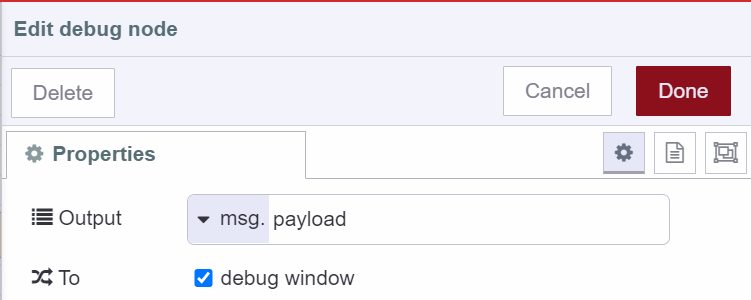 Edit debug node
Delete Cancel Done
Properties
Output msg. payload
To debug window